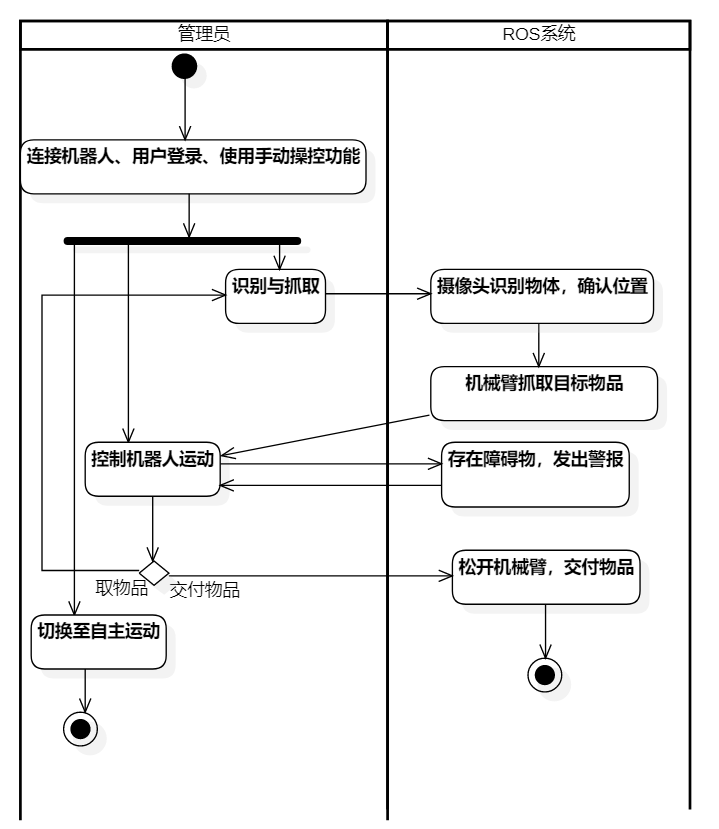 管理员
ROS系统
连接机器人、用户登录、使用手动操控功能
识别与抓取
摄像头识别物体，确认位置
机械臂抓取目标物品
控制机器人运动
存在障碍物，发出警报
取物品
交付物品
松开机械臂，交付物品
切换至自主运动